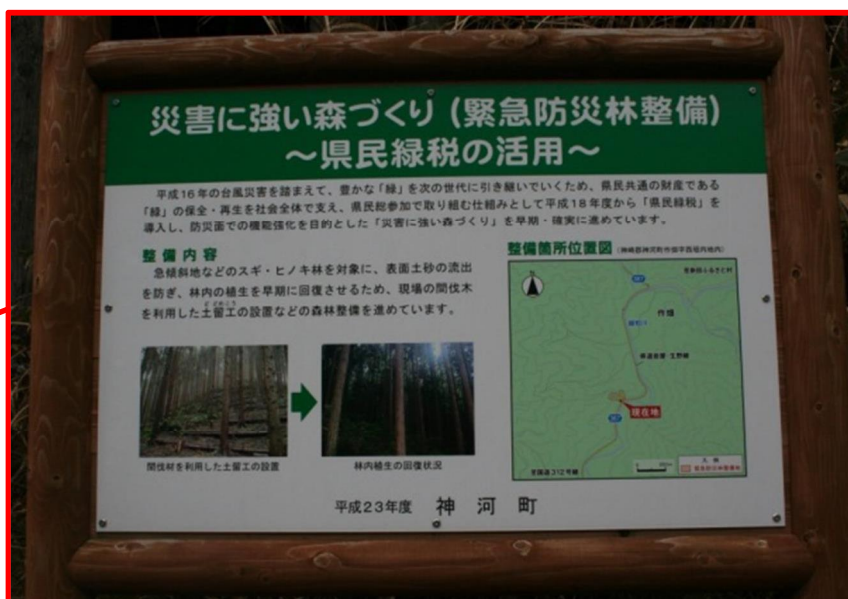 災害に強い森づくり(緊急防災林整備)
～県民緑税の活用～
平成16年の台風災害を踏まえて、豊かな「緑」を次の世代に引き継いでいくため、県民共通の財産である
「緑」の保全・再生を社会全体で支え、県民総参加で取り組む仕組みとして平成18年度から「県民緑税」を
導入し、防災面での機能強化を目的とした「災害に強い森づくり」を早期・確実に進めています。
整備内容
急傾斜地などのスギ・ヒノキ林を対象に、表面土砂の流出
を防ぎ、林内の植生を早期に回復させるため、現場の間伐木
を利用した土留工の設置などの森林整備を進めています。
間伐材を利用した土留工の設置
林内植生の回復状況
整備箇所位置図
作畑
現在地
至国道312号線
平成23年度 神河町